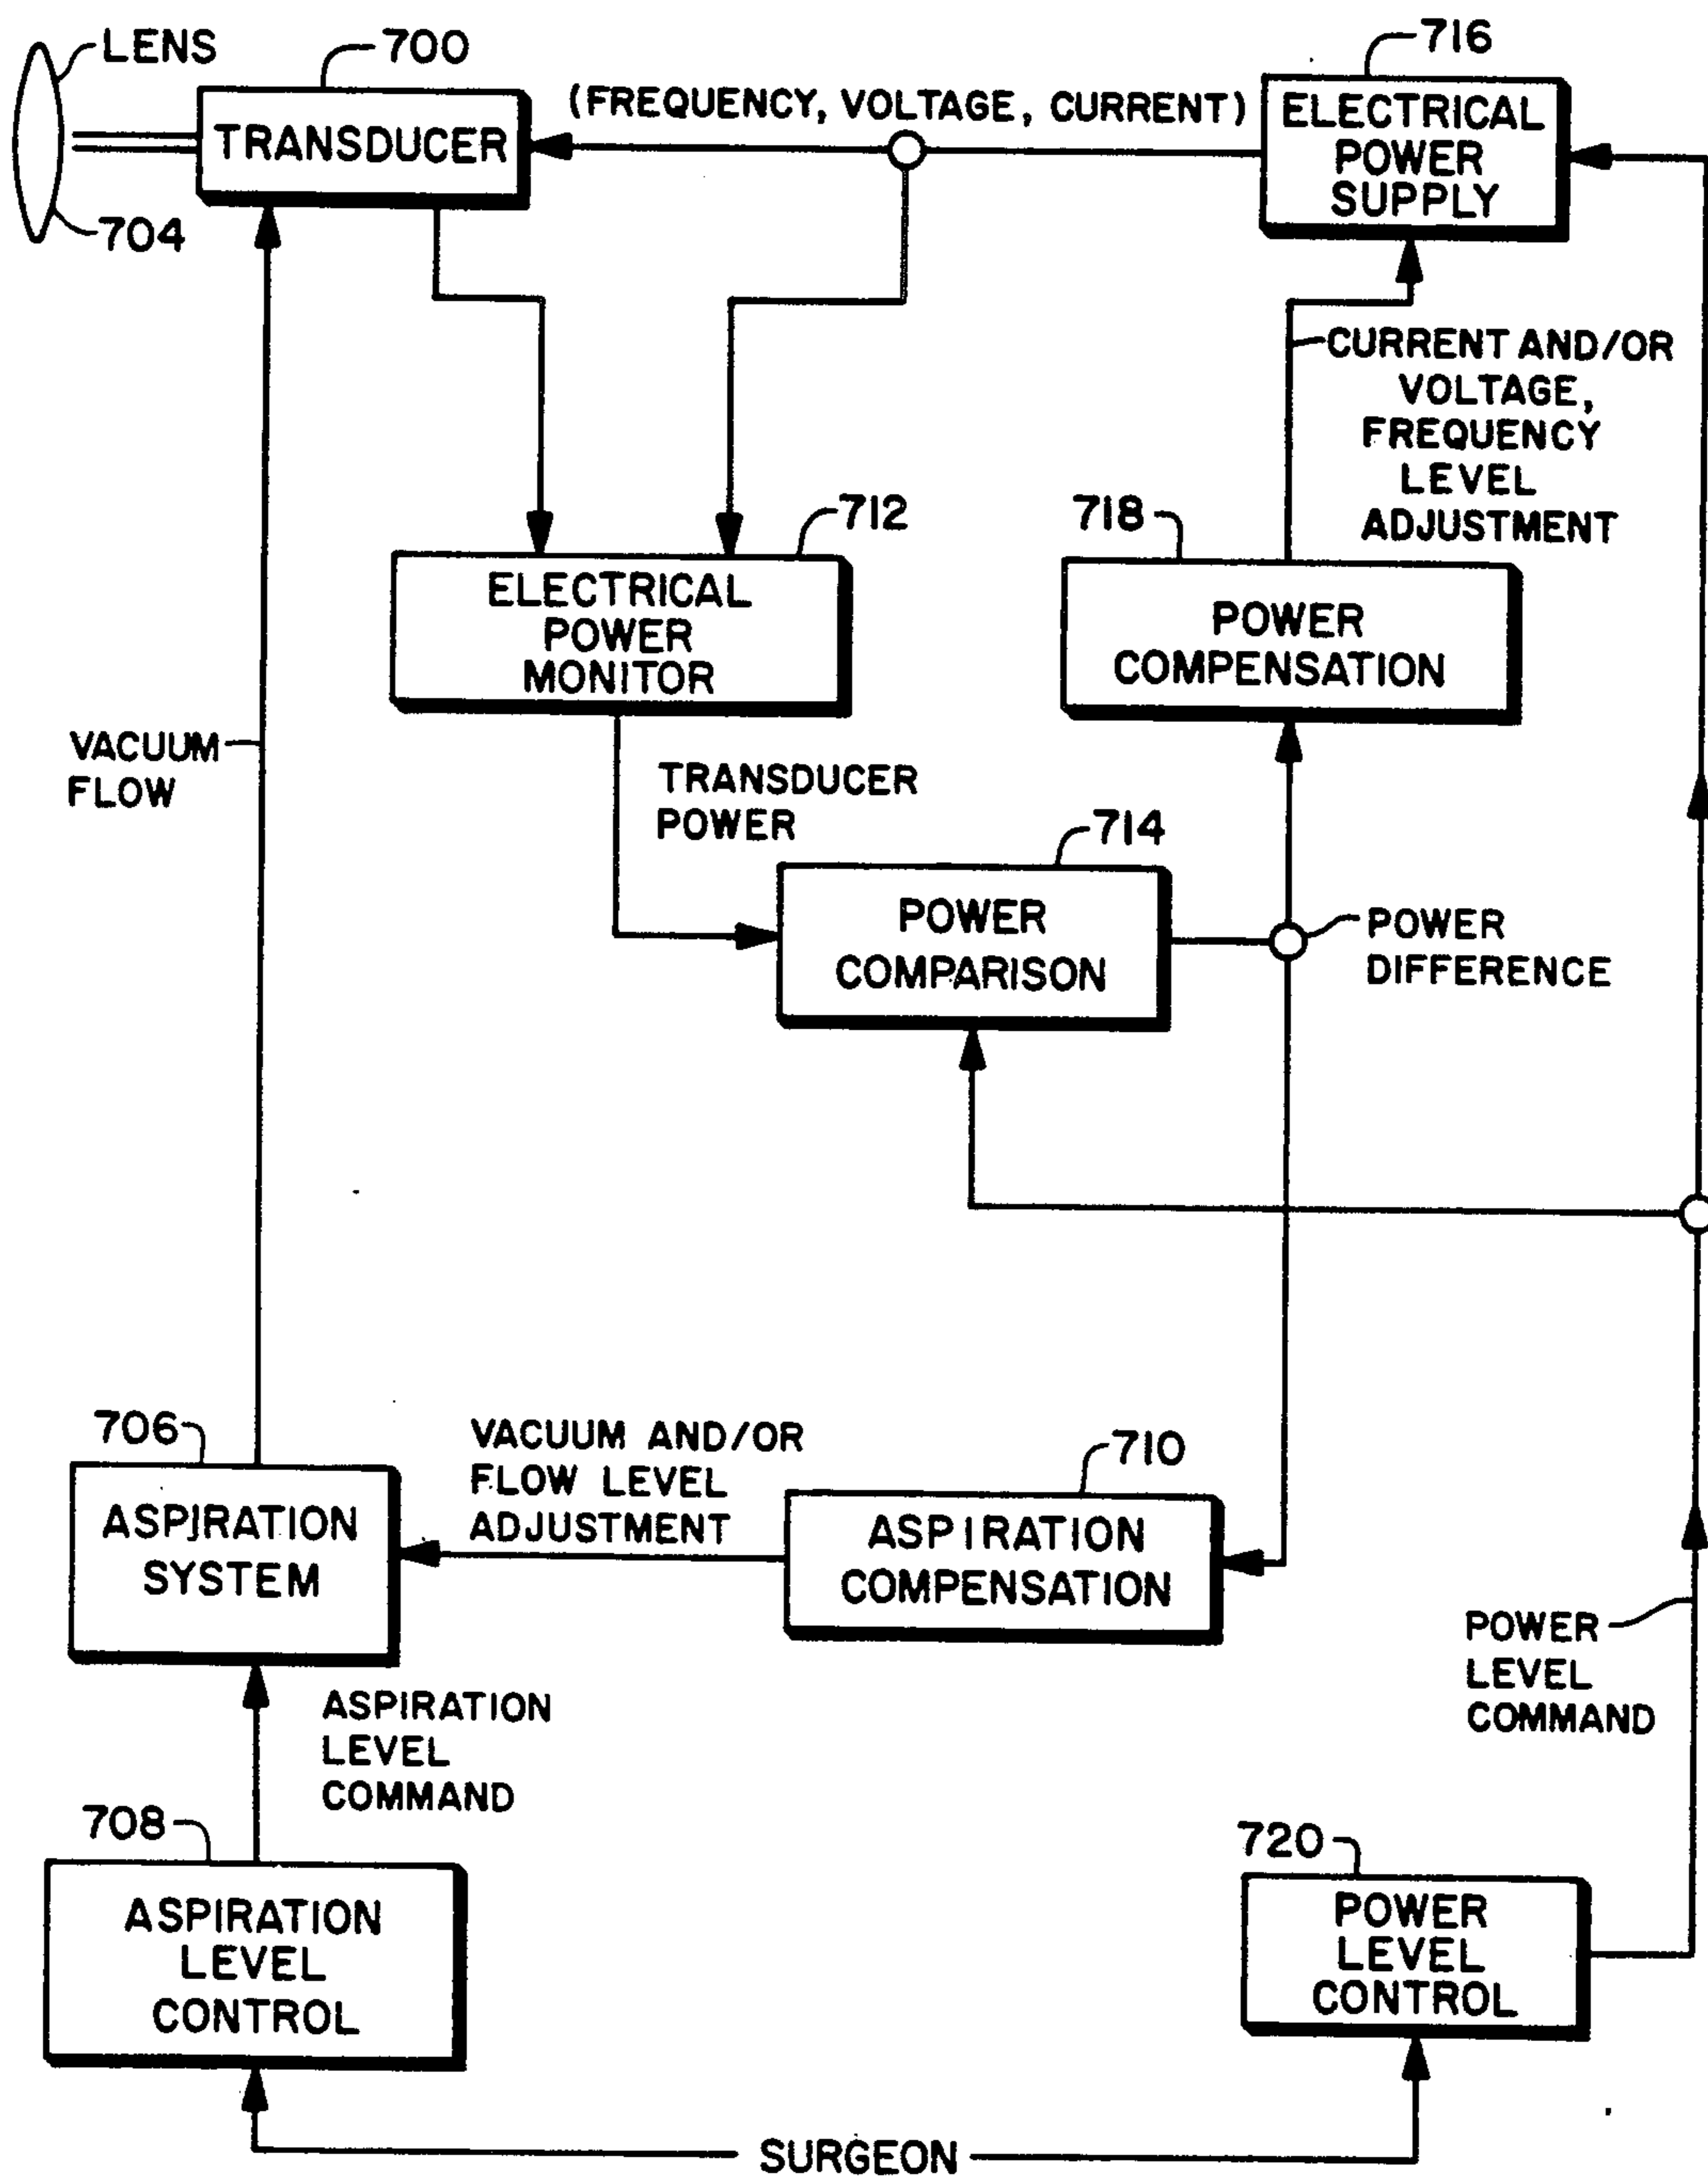 LENS
700
716
(FREQUENCY, VOLTAGE, CURRENT)
TRANSDUCER
ELECTRICAL
POWER
SUPPLY
704
CURRENT AND/OR
VOLTAGE,
FREQUENCY
LEVEL
ADJUSTMENT
712
718
ELECTRICAL
POWER
MONITOR
POWER
COMPENSATION
VACUUM
FLOW
TRANSDUCER
POWER
714
POWER
COMPARISON
POWER
DIFFERENCE
706
VACUUM AND/OR
FLOW LEVEL
ADJUSTMENT
710
ASPIRATION
SYSTEM
ASPIRATION
COMPENSATION
POWER
LEVEL
COMMAND
ASPIRATION
LEVEL
COMMAND
708
720
ASPIRATION
LEVEL
CONTROL
POWER
LEVEL
CONTROL
SURGEON